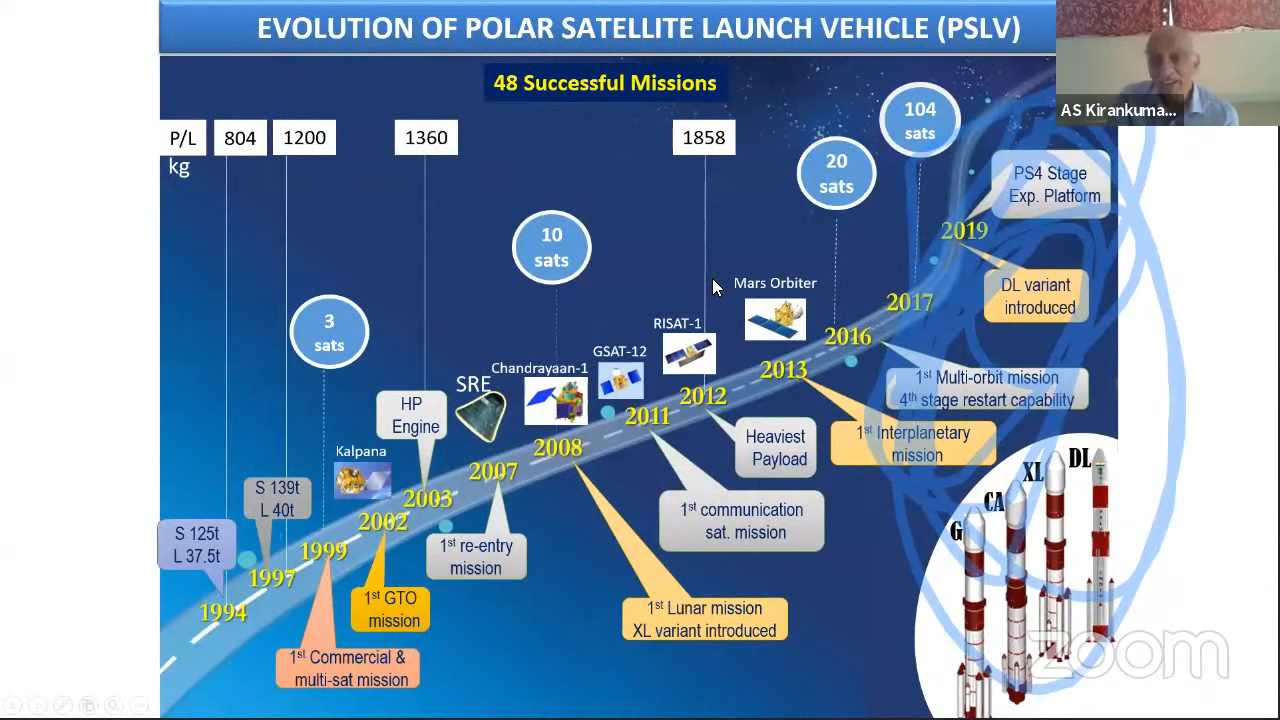 EVOLUTION OF POLAR SATELLITE LAUNCH VEHICLE (PSLV)
48 Successful Missions
AS Kirankuma...
P/L
kg
804
1200
1360
1858
3
sats
10
sats
20
sats
104
sats
PS4 Stage
Exp. Platform
2019
DL variant
introduced
2017
2016
1st Multi-orbit mission
4th stage restart capability
Mars Orbiter
2013
1st Interplanetary
mission
RISAT-1
2012
Heaviest
Payload
GSAT-12
2011
1st communication
sat. mission
Chandrayaan-1
2008
1st Lunar mission
XL variant introduced
SRE
2007
1st re-entry
mission
HP
Engine
2003
Kalpana
2002
1st GTO
mission
1999
1st Commercial &
multi-sat mission
S 139t
L 40t
1997
S 125t
L 37.5t
1994
G
CA
XL
DL
zoom